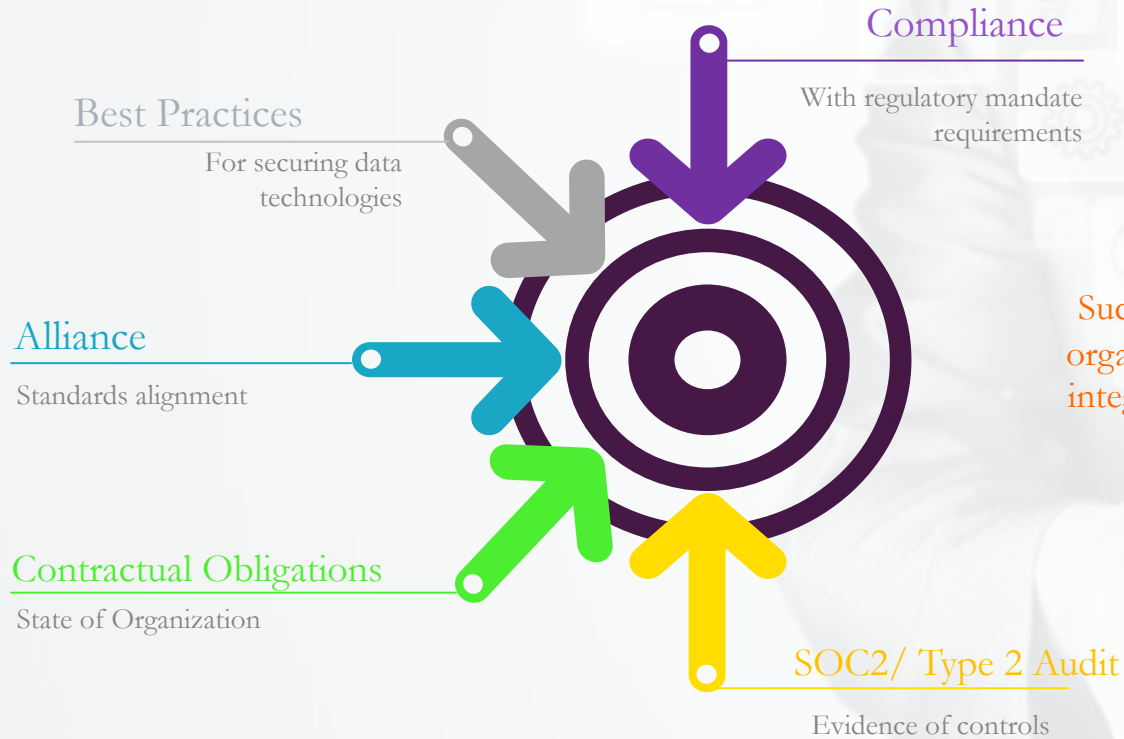 Compliance
With regulatory mandate
requirements
Best Practices
For securing data
technologies
Alliance
Standards alignment
Contractual Obligations
State of Organization
SOC2/ Type 2 Audit
Evidence of controls